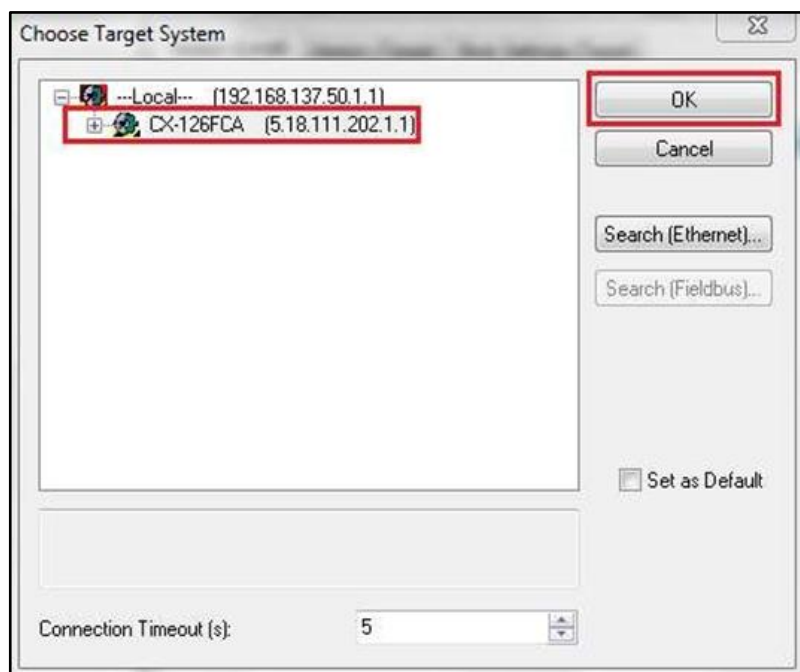 Choose Target System
---Local--- (192.168.137.50.1.1)
CX-126FCA (5.18.111.202.1.1)
OK
Cancel
Search (Ethernet)...
Search (Fieldbus)...
Set as Default
Connection Timeout (s):
5